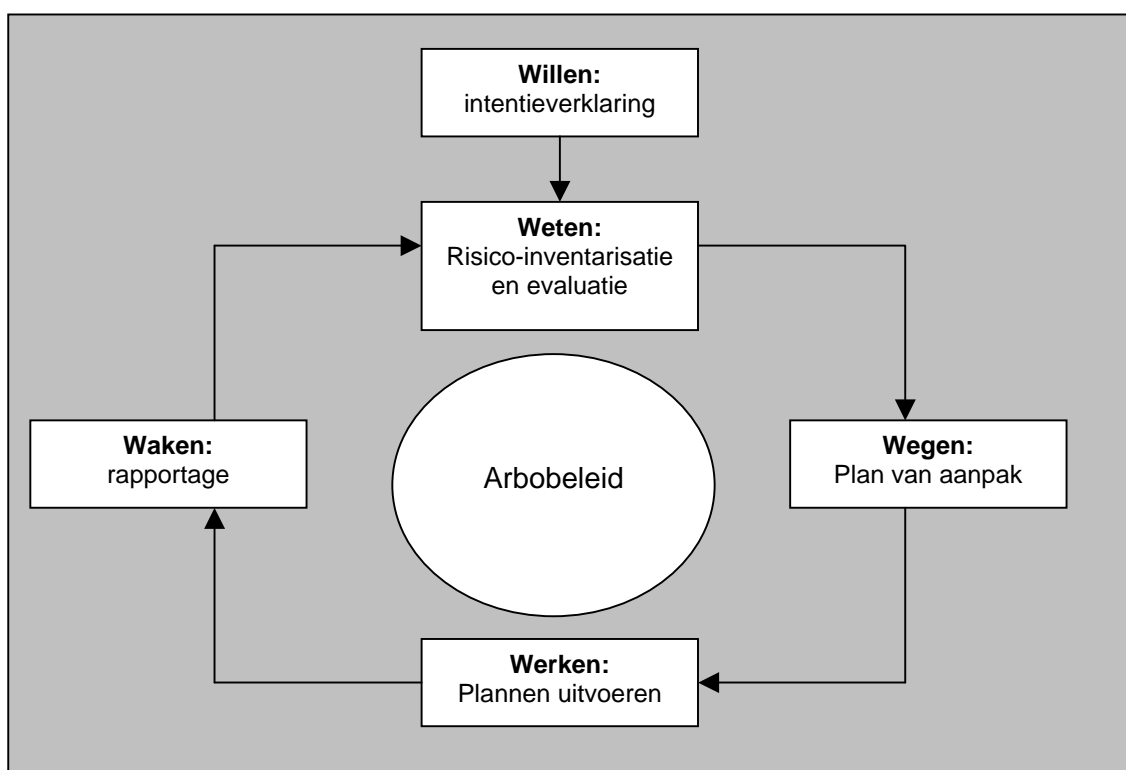 Willen:
intentieverklaring
Weten:
Risico-inventarisatie
en evaluatie
Waken:
rapportage
Arbobeleid
Wegen:
Plan van aanpak
Werken:
Plannen uitvoeren